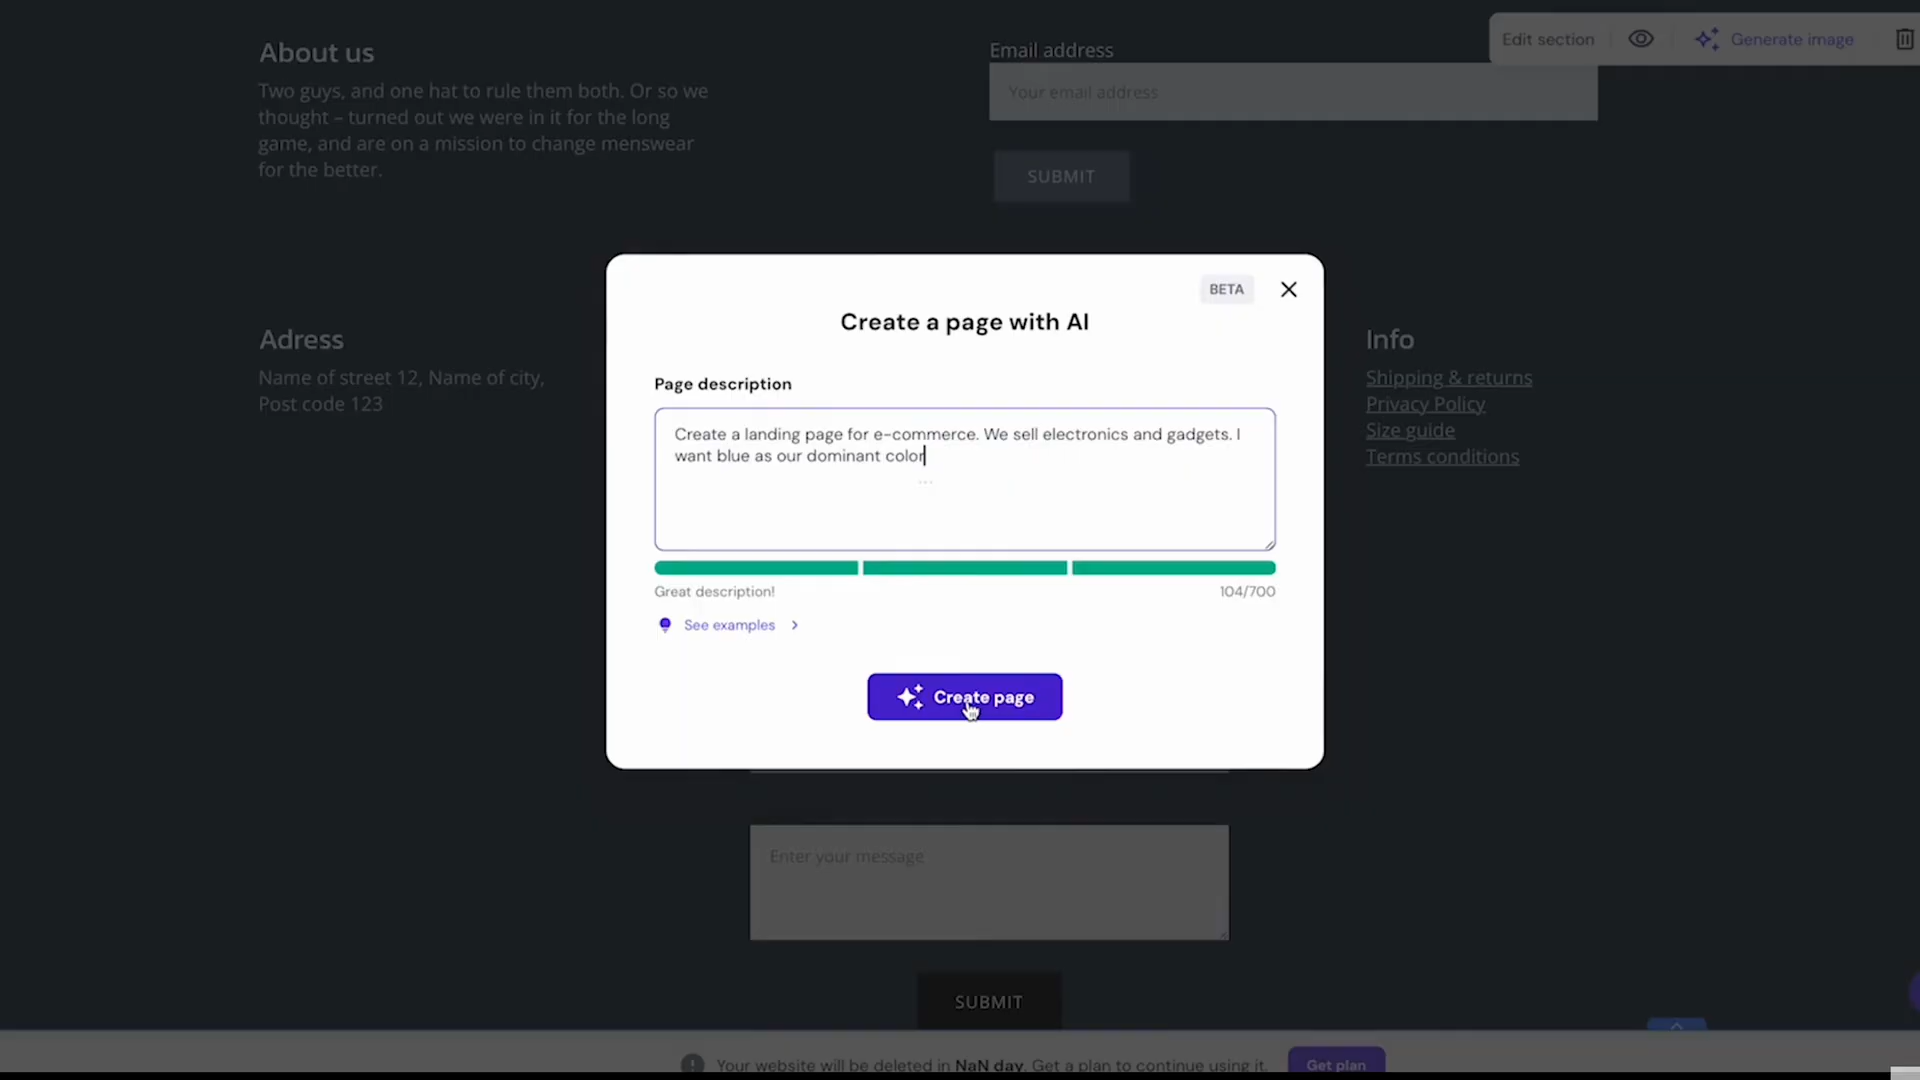 About us
Two guys, and one hat to rule them both. Or so we
thought – turned out we were in it for the long
game, and are on a mission to change menswear
for the better.
Email address
Your email address
SUBMIT
Edit section
Generate image
BETA
Create a page with AI
Page description
Create a landing page for e-commerce. We sell electronics and gadgets. I
want blue as our dominant color
Great description!
104/700
See examples
Create page
Adress
Name of street 12, Name of city,
Post code 123
Info
Shipping & returns
Privacy Policy
Size guide
Terms conditions
Enter your message
SUBMIT
Your website will be deleted in NaN day. Get a plan to continue using it.
Get plan